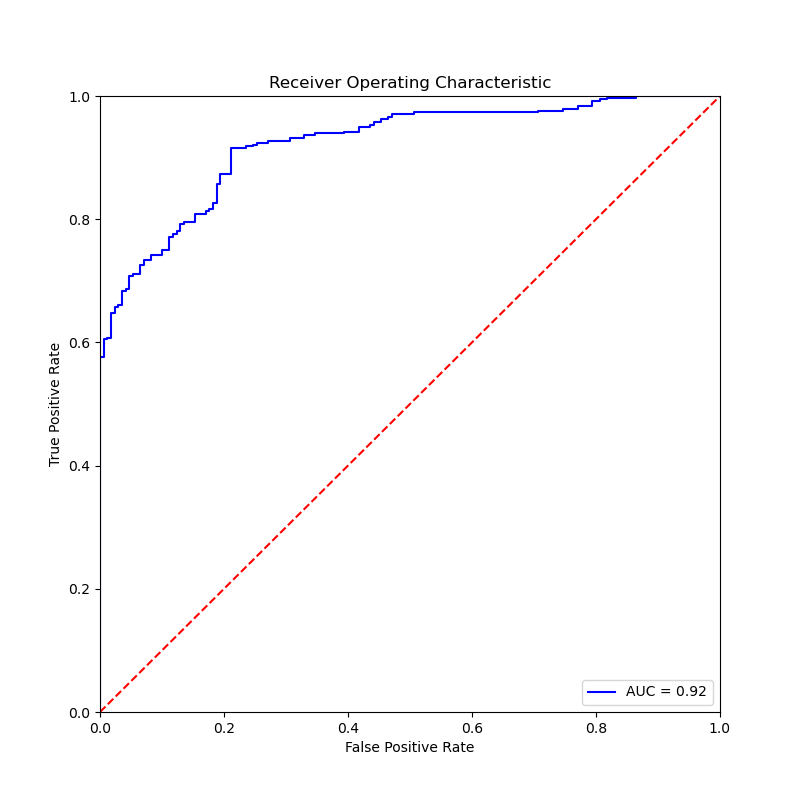 Receiver Operating Characteristic
True Positive Rate
1.0
0.8
0.6
0.4
0.2
0.0
AUC = 0.92
0.0 0.2 0.4 0.6 0.8 1.0
False Positive Rate